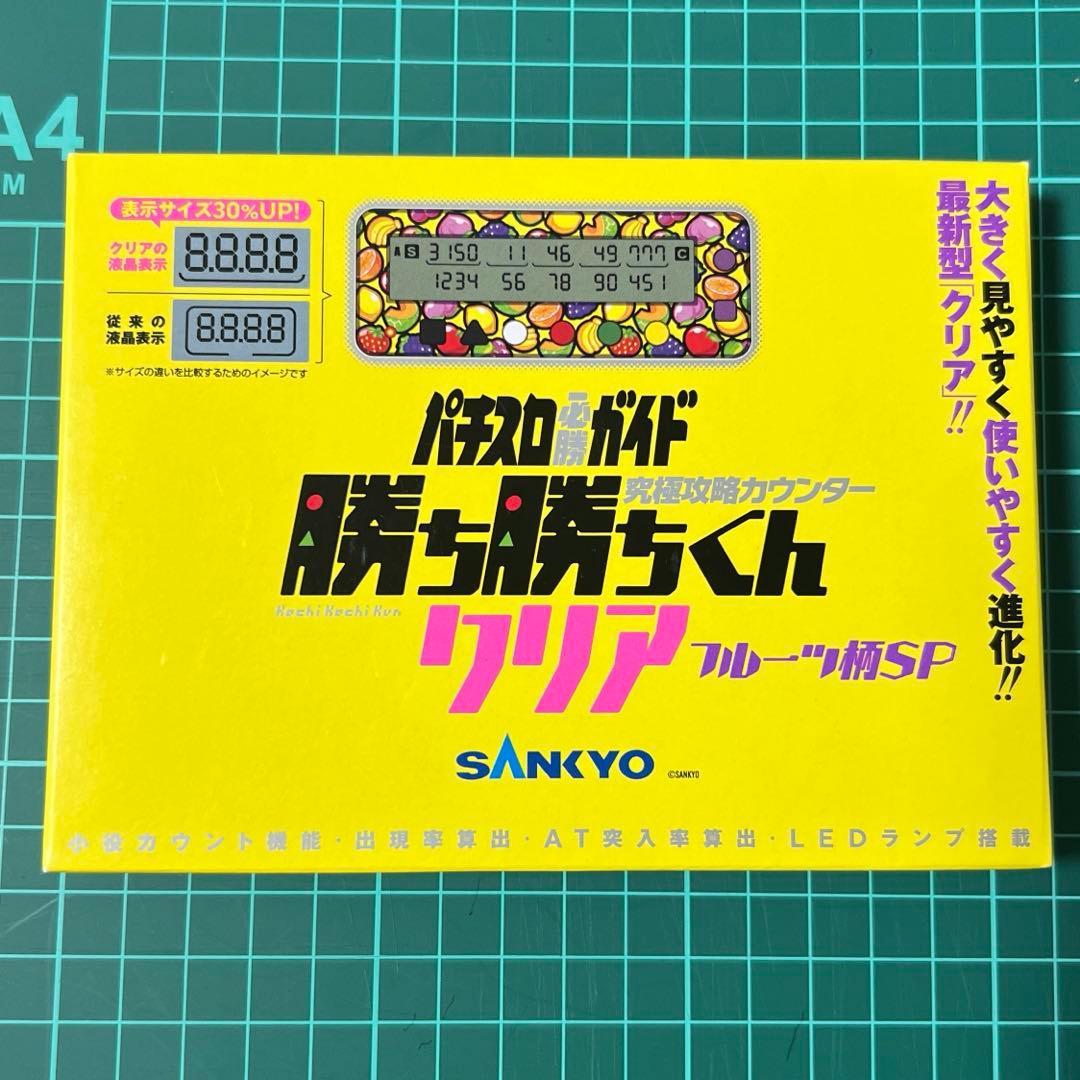 A4
M
表示サイズ30%UP!
クリアの
液晶表示
8.8.8.8
従来の
液晶表示
8.8.8.8
※サイズの違いを比較するためのイメージです
A S 3150 11 46 49 777 C
1234 56 78 90 451
大きく見やすく使いやすく進化!!
最新型「クリア」!!
パチスロ必勝ガイド
究極攻略カウンター
勝ち勝ちくん
Kachi Kachi Kun
クリア
フルーツ柄SP
SANKYO
©SANKYO
小役カウント機能・出現率算出・AT突入率算出・LEDランプ搭載